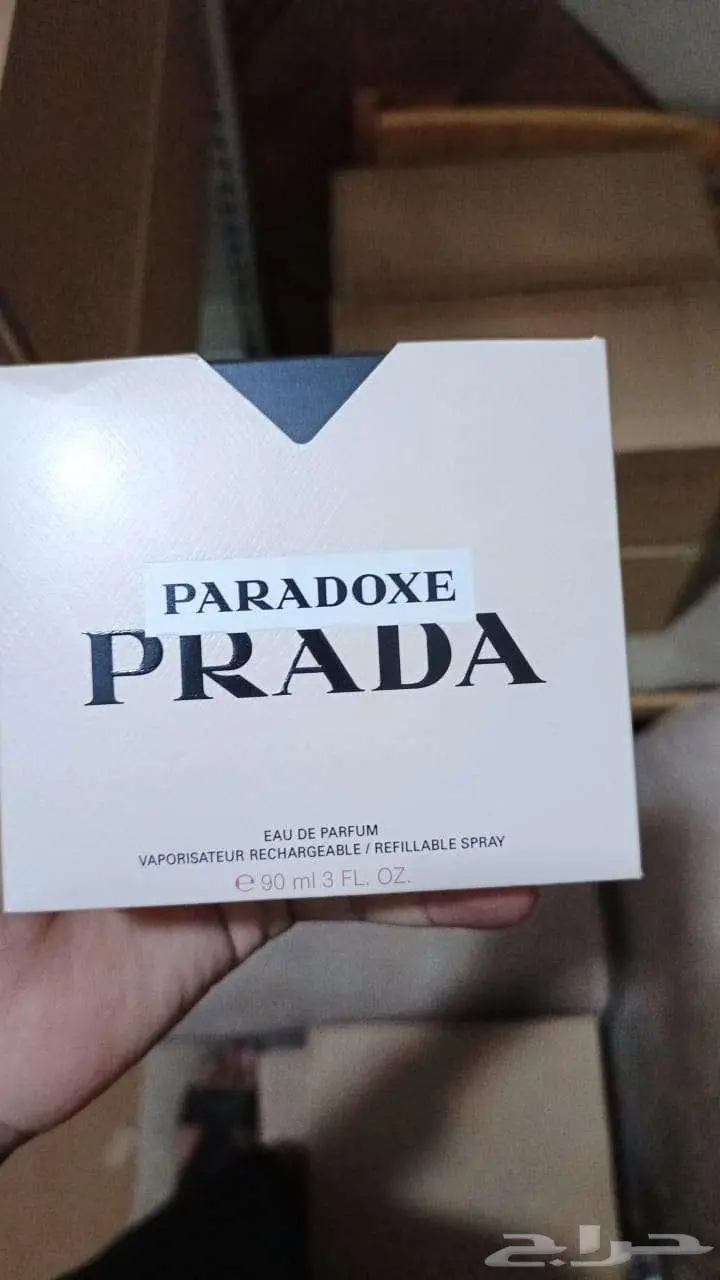 PARADOXE
PRADA
EAU DE PARFUM
VAPORISATEUR RECHARGEABLE / REFILLABLE SPRAY
℮ 90 ml 3 FL. OZ.
حراج